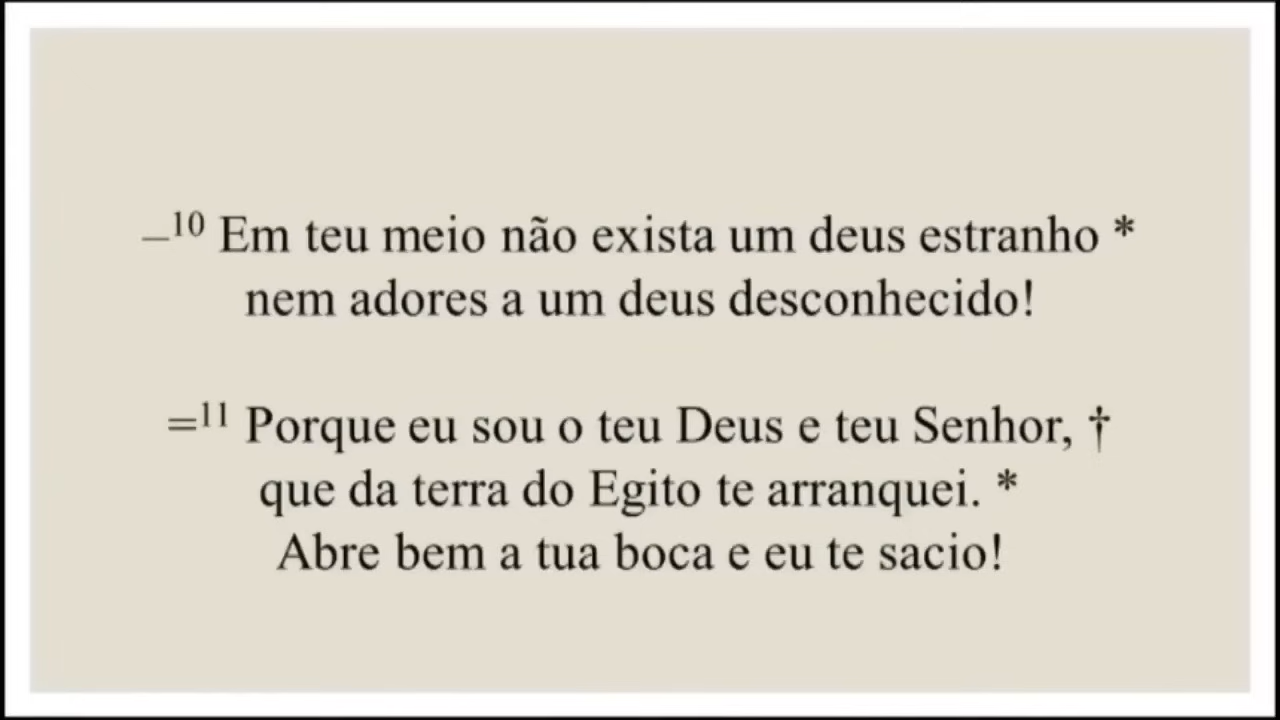 –¹⁰ Em teu meio não exista um deus estranho *
nem adores a um deus desconhecido!
=¹¹ Porque eu sou o teu Deus e teu Senhor, †
que da terra do Egito te arranquei. *
Abre bem a tua boca e eu te sacio!